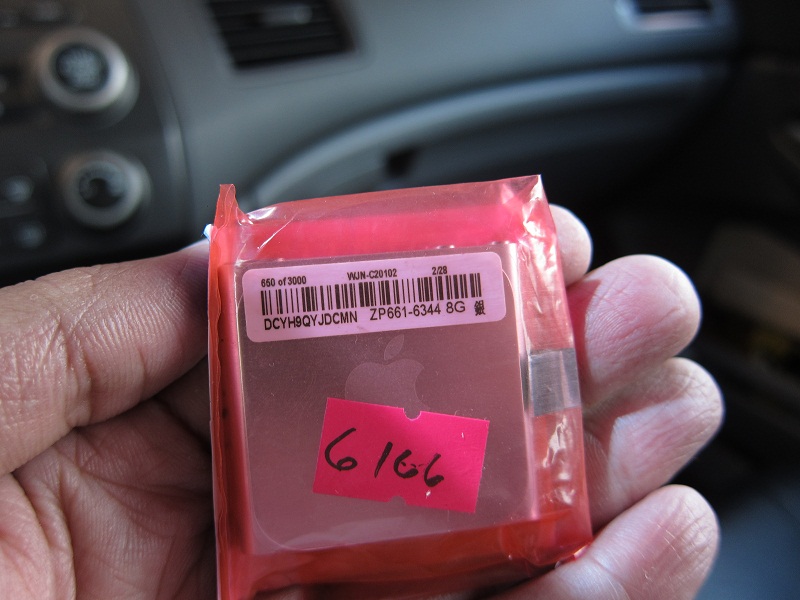 650 of 3000 WJN-C20102 2/28
DCYH9QYJDCMN ZP661-6344 8G 銀
6166